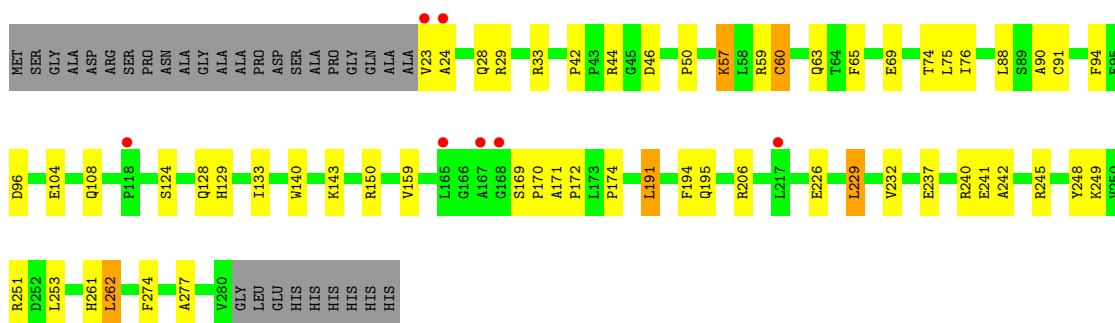 MET SER GLY ALA ASP ARG SER PRO ASN ALA GLY ALA ALA PRO ASP SER ALA PRO GLY GLN ALA ALA V23 A24 Q28 R29 R33 P42 P43 R44 G45 D46 P50 K57 L58 R59 C60 Q63 T64 F65 E69 T74 L75 I76 L88 S89 A90 C91 F94 E95
D96 E104 Q108 P118 S124 Q128 H129 I133 W140 K143 R150 V159 L165 G166 A167 G168 S169 P170 A171 P172 L173 P174 L191 F194 Q195 R206 L217 E226 L229 V232 E237 R240 E241 A242 R245 Y248 K249 V250
R251 D252 L253 H261 L262 F274 A277 V280 GLY LEU GLU HIS HIS HIS HIS HIS HIS